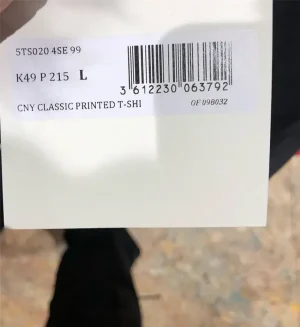 5TS020 4SE 99
K49 P 215 L
3 612230 063792
CNY CLASSIC PRINTED T-SHI GF 098032